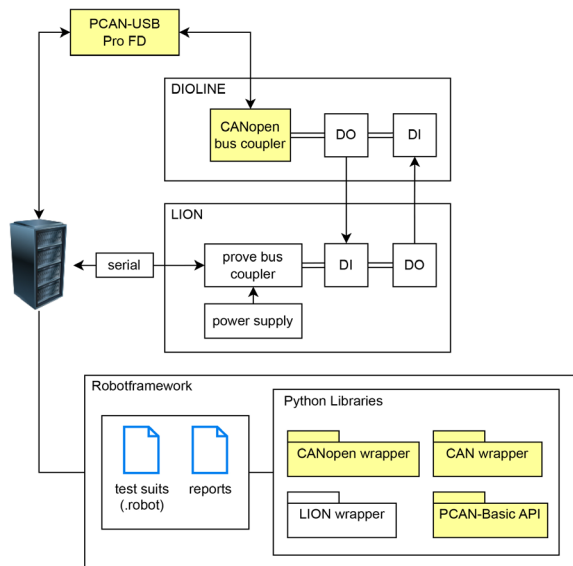 PCAN-USB
Pro FD
DIOLINE
CANopen
bus coupler
DO
DI
LION
serial
prove bus
coupler
DI
DO
power supply
Robotframework
Python Libraries
test suits
(.robot)
reports
CANopen wrapper
CAN wrapper
LION wrapper
PCAN-Basic API